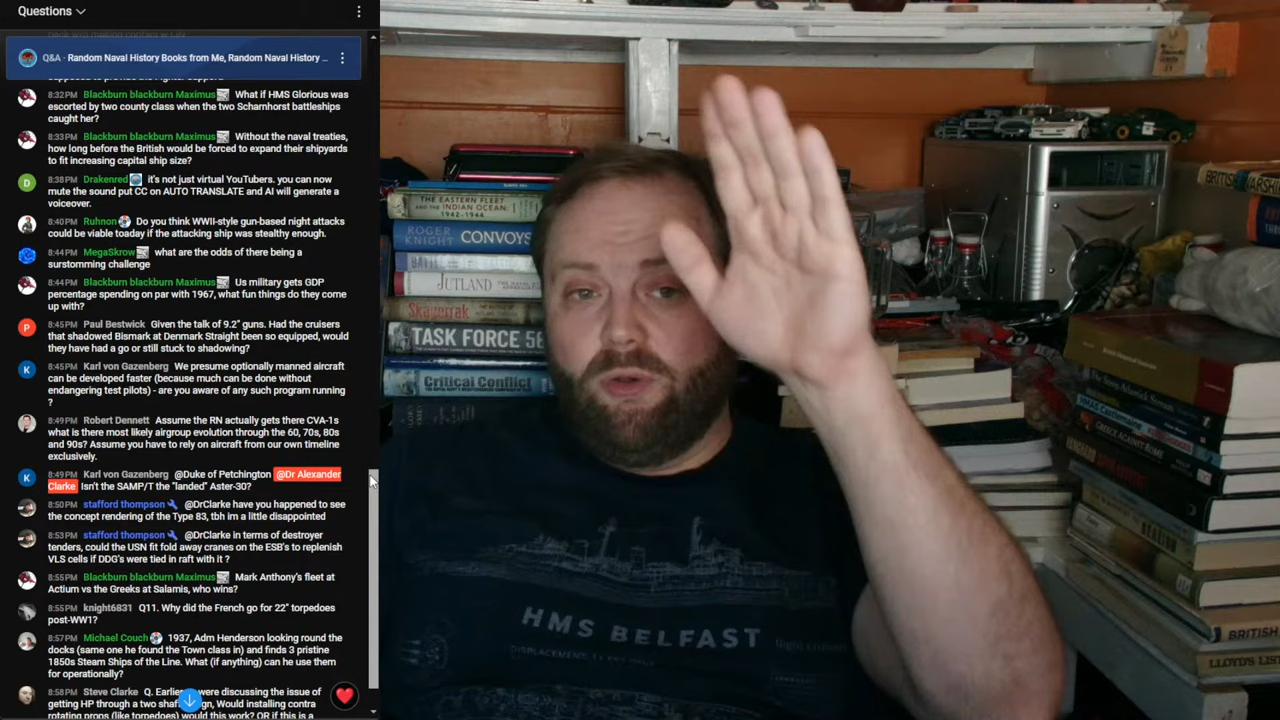 Questions
Q&A · Random Naval History Books from Me, Random Naval History ...
8:32PM Blackburn blackburn Maximus What if HMS Glorious was
escorted by two county class when the two Scharnhorst battleships
caught her?
8:33PM Blackburn blackburn Maximus Without the naval treaties,
how long before the British would be forced to expand their shipyards
to fit increasing capital ship size?
8:38PM Drakenred it's not just virtual YouTubers. you can now
mute the sound put CC on AUTO TRANSLATE and AI will generate a
voiceover.
8:40PM Ruhnon Do you think WWII-style gun-based night attacks
could be viable toaday if the attacking ship was stealthy enough.
8:44PM MegaSkrow what are the odds of there being a
surstomming challenge
8:44PM Blackburn blackburn Maximus Us military gets GDP
percentage spending on par with 1967, what fun things do they come
up with?
8:45PM Paul Bestwick Given the talk of 9.2" guns. Had the cruisers
that shadowed Bismark at Denmark Straight been so equipped, would
they have had a go or still stuck to shadowing?
8:45PM Karl von Gazenberg We presume optionally manned aircraft
can be developed faster (because much can be done without
endangering test pilots) - are you aware of any such program running
?
8:49PM Robert Dennett Assume the RN actually gets there CVA-1s
what is there most likely airgroup evolution through the 60, 70s, 80s
and 90s? Assume you have to rely on aircraft from our own timeline
exclusively.
8:49PM Karl von Gazenberg @Duke of Petchington @Dr Alexander
Clarke Isn't the SAMP/T the "landed" Aster-30?
8:50PM stafford thompson @DrClarke have you happened to see
the concept rendering of the Type 83, tbh im a little disappointed
8:53PM stafford thompson @DrClarke in terms of destroyer
tenders, could the USN fit fold away cranes on the ESB's to replenish
VLS cells if DDG's were tied in raft with it ?
8:55PM Blackburn blackburn Maximus Mark Anthony's fleet at
Actium vs the Greeks at Salamis, who wins?
8:55PM knight6831 Q11. Why did the French go for 22" torpedoes
post-WW1?
8:57PM Michael Couch 1937, Adm Henderson looking round the
docks (same one he found the Town class in) and finds 3 pristine
1850s Steam Ships of the Line. What (if anything) can he use them
for operationally?
8:58PM Steve Clarke Q. were discussing the issue of
getting HP through a two Would installing contra
rotating props (like torpedoes) would this work? OR if this is a
THE EASTERN FLEET
AND THE INDIAN OCEAN
1942-1944
ROGER
KNIGHT CONVOYS
JUTLAND
Skagerrak
TASK FORCE
Critical Conflict
HMS BELFAST
BRITISH
GREECE AGAINST ROME
BRITISH
LLOYD'S LIST